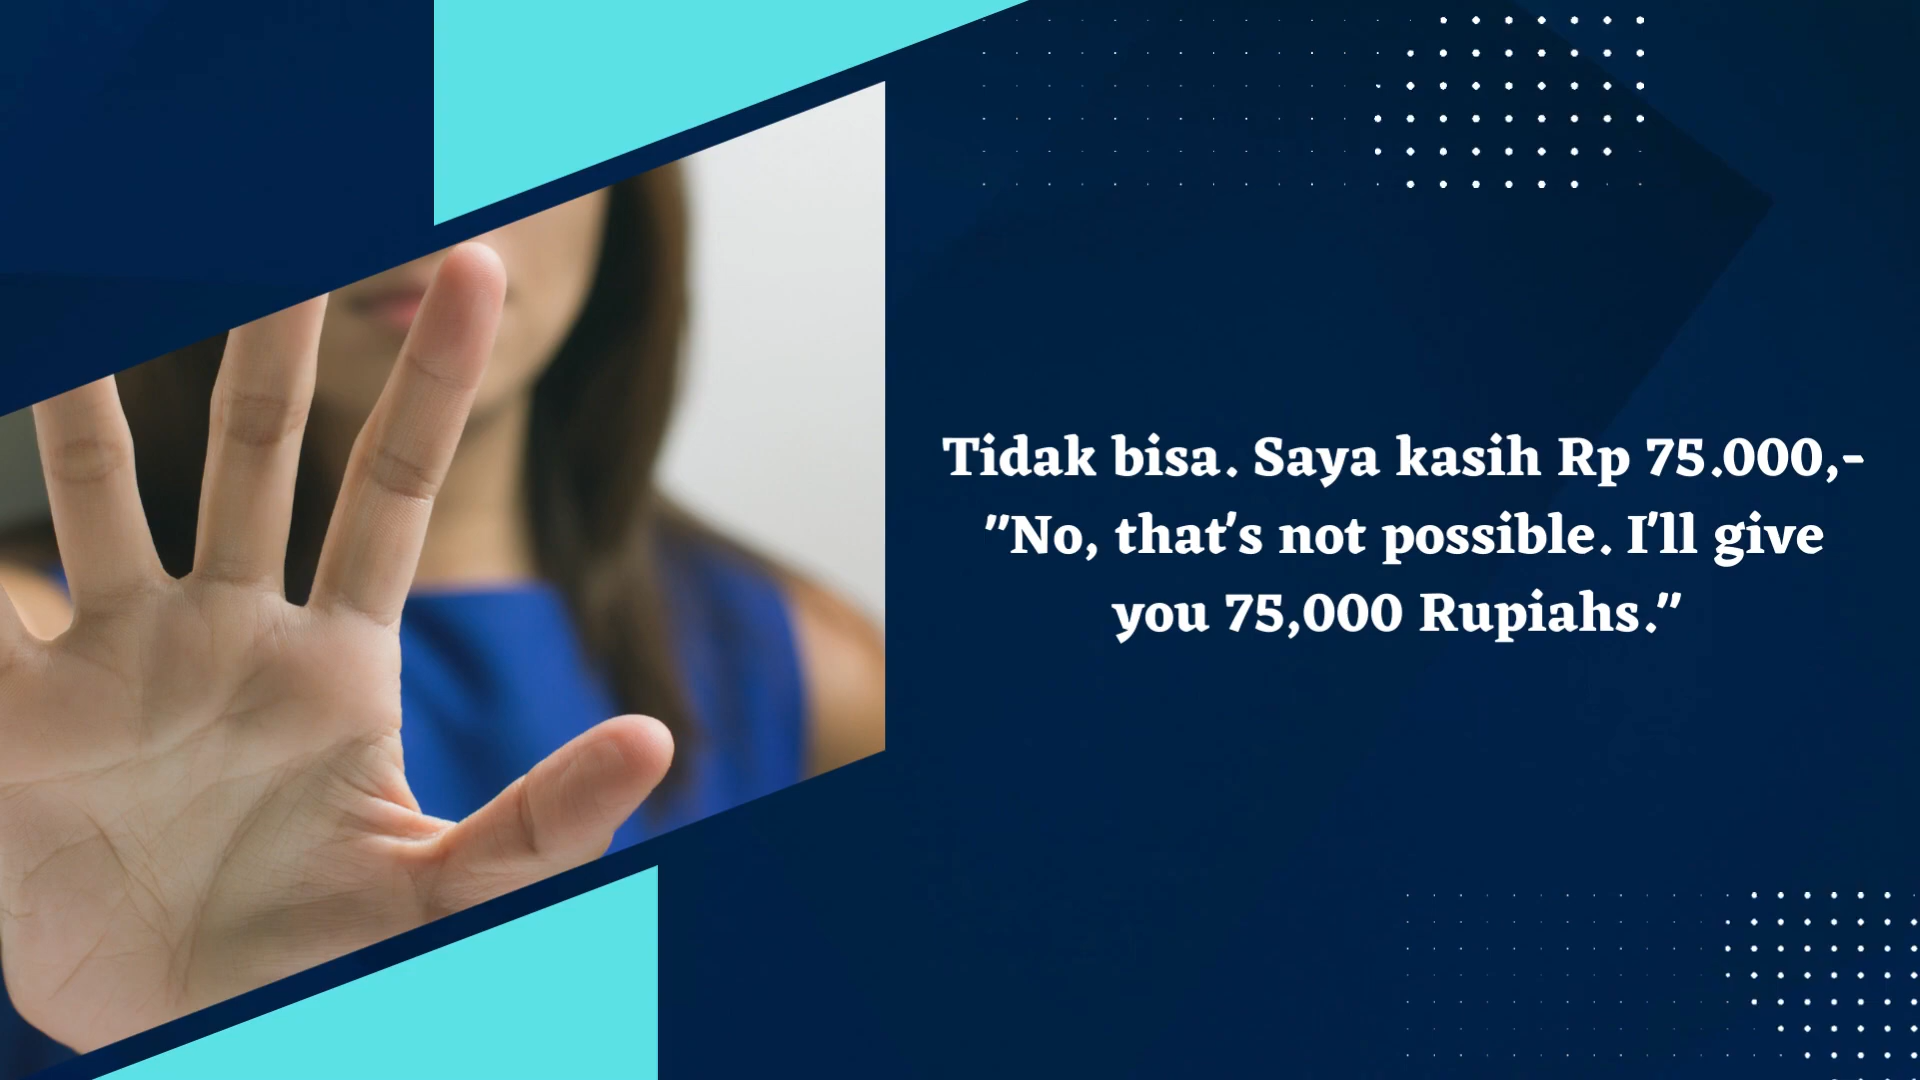 Tidak bisa. Saya kasih Rp 75.000,-
"No, that's not possible. I'll give
you 75,000 Rupiahs."